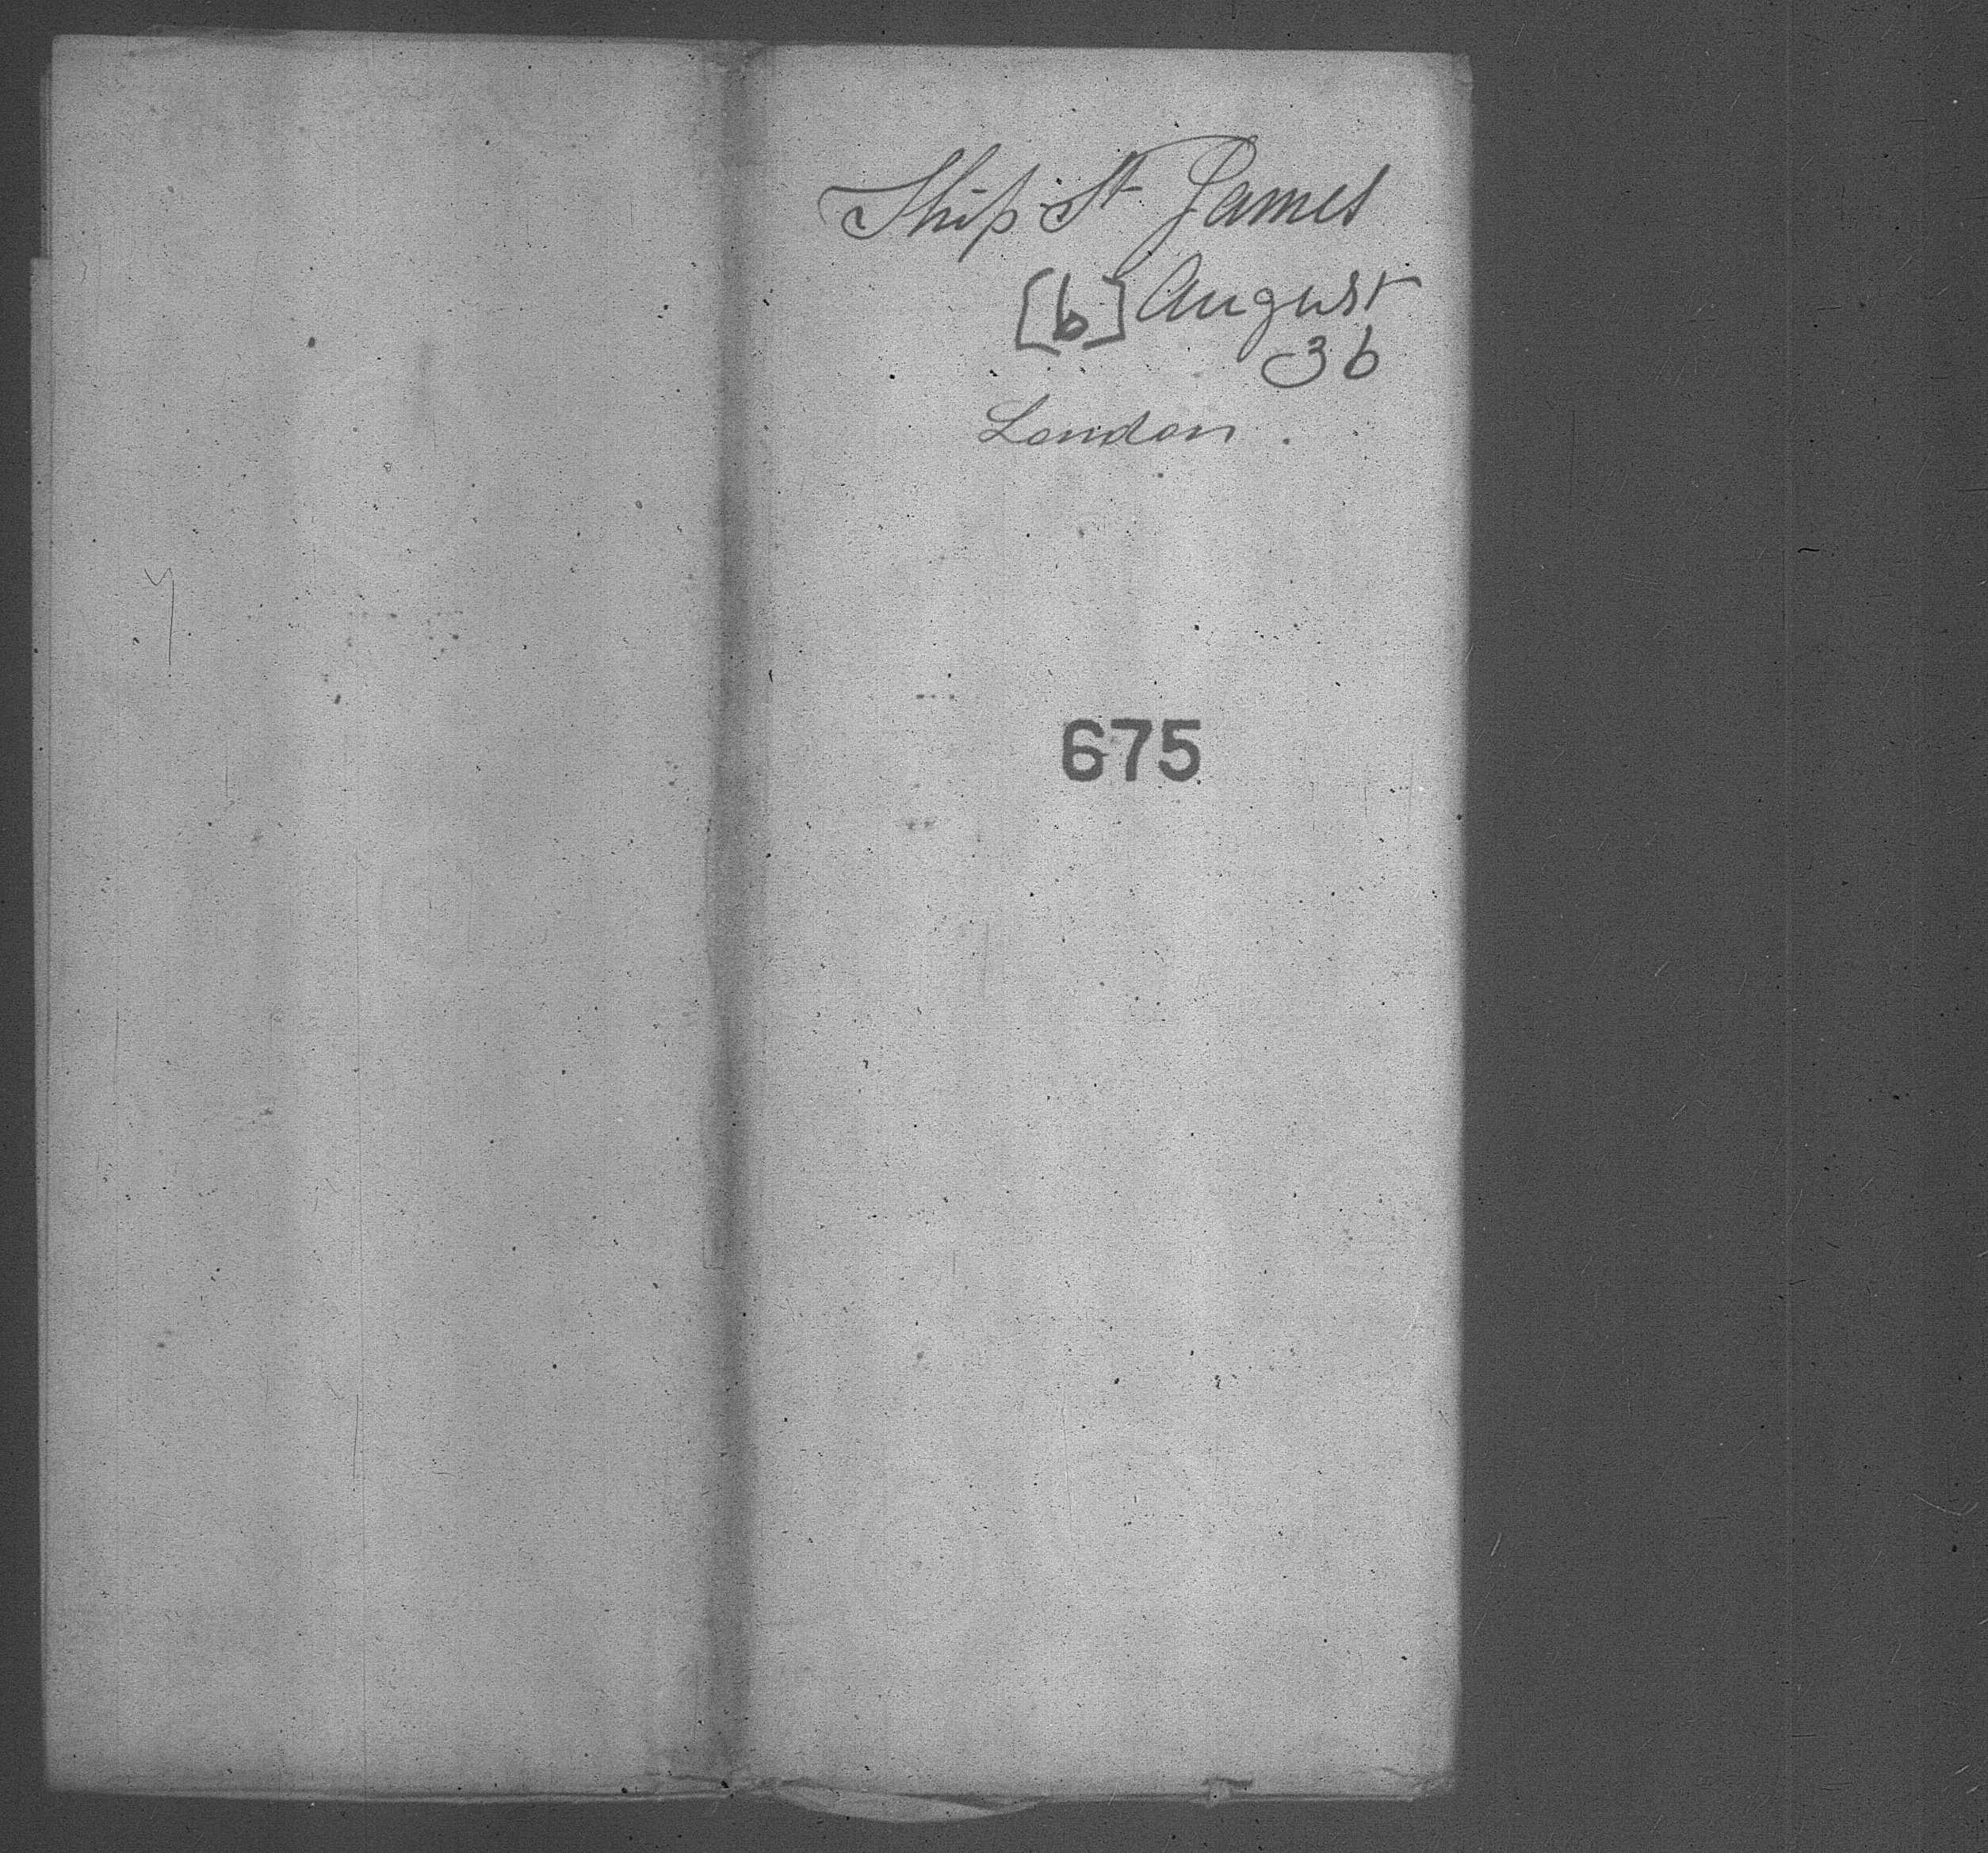 Ship St James
[6] August
36
London.
675